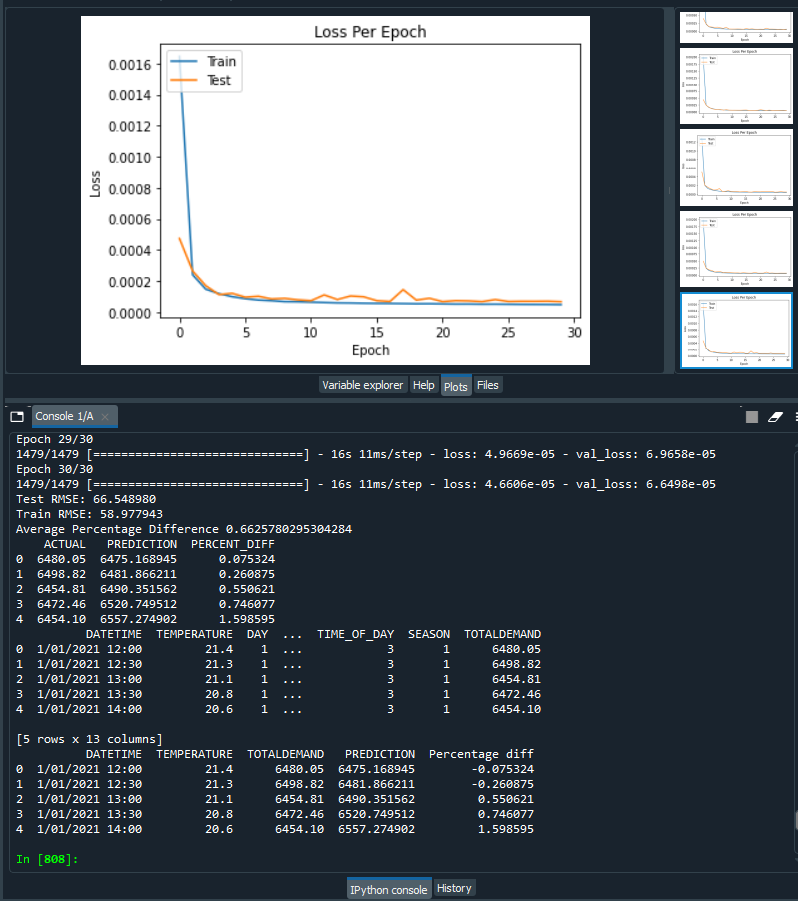 Loss Per Epoch
Train
Test
0.0016
0.0014
0.0012
0.0010
0.0008
0.0006
0.0004
0.0002
0.0000
Loss
0 5 10 15 20 25 30
Epoch
Variable explorer Help Plots Files
Console 1/A
Epoch 29/30
1479/1479 [==============================] - 16s 11ms/step - loss: 4.9669e-05 - val_loss: 6.9658e-05
Epoch 30/30
1479/1479 [==============================] - 16s 11ms/step - loss: 4.6606e-05 - val_loss: 6.6498e-05
Test RMSE: 66.548980
Train RMSE: 58.977943
Average Percentage Difference 0.6625780295304284
ACTUAL PREDICTION PERCENT_DIFF
0 6480.05 6475.168945 0.075324
1 6498.82 6481.866211 0.260875
2 6454.81 6490.351562 0.550621
3 6472.46 6520.749512 0.746077
4 6454.10 6557.274902 1.598595
DATETIME TEMPERATURE DAY ... TIME_OF_DAY SEASON TOTALDEMAND
0 1/01/2021 12:00 21.4 1 ... 3 1 6480.05
1 1/01/2021 12:30 21.3 1 ... 3 1 6498.82
2 1/01/2021 13:00 21.1 1 ... 3 1 6454.81
3 1/01/2021 13:30 20.8 1 ... 3 1 6472.46
4 1/01/2021 14:00 20.6 1 ... 3 1 6454.10
[5 rows x 13 columns]
DATETIME TEMPERATURE TOTALDEMAND PREDICTION Percentage diff
0 1/01/2021 12:00 21.4 6480.05 6475.168945 -0.075324
1 1/01/2021 12:30 21.3 6498.82 6481.866211 -0.260875
2 1/01/2021 13:00 21.1 6454.81 6490.351562 0.550621
3 1/01/2021 13:30 20.8 6472.46 6520.749512 0.746077
4 1/01/2021 14:00 20.6 6454.10 6557.274902 1.598595
In [808]:
IPython console History